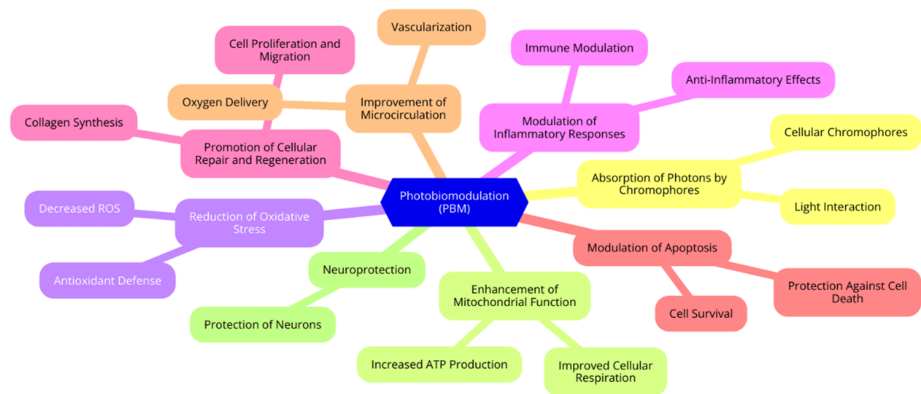 Vascularization
Cell Proliferation and
Migration
Immune Modulation
Anti-Inflammatory Effects
Oxygen Delivery
Improvement of
Microcirculation
Collagen Synthesis
Modulation of
Inflammatory Responses
Cellular Chromophores
Promotion of Cellular
Repair and Regeneration
Absorption of Photons by
Chromophores
Photobiomodulation
(PBM)
Light Interaction
Decreased ROS
Reduction of Oxidative
Stress
Modulation of Apoptosis
Neuroprotection
Antioxidant Defense
Enhancement of
Mitochondrial Function
Protection Against Cell
Death
Cell Survival
Protection of Neurons
Increased ATP Production
Improved Cellular
Respiration